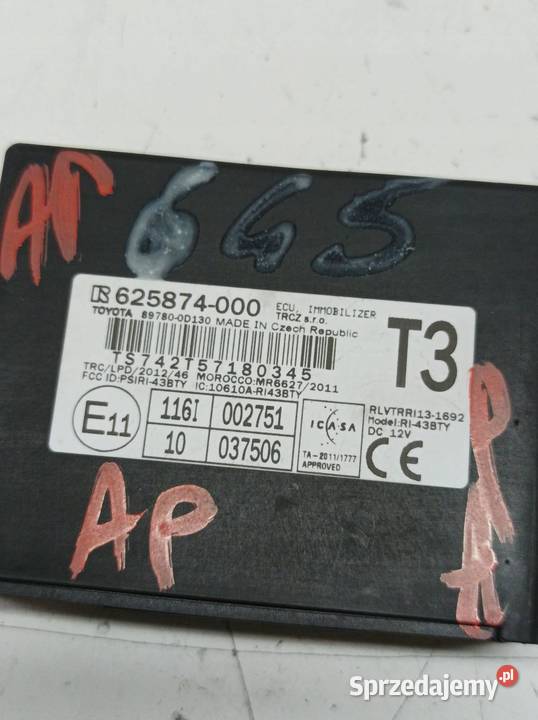 AP
645
625874-000
ECU, IMMOBILIZER
TRCZ s.r.o.
TOYOTA 89780-0D130 MADE IN Czech Republic
T3
TS742T57180345
TRC/LPD/2012/46 MOROCCO:MR6627/2011
FCC ID:PSIRI-43BTY IC:10610A-RI43BTY
E11
116I 002751
10 037506
ICASA
TA-2011/1777
APPROVED
RLVTRRI13-1692
Model:RI-43BTY
DC 12V
CE
AP
Sprzedajemy.pl